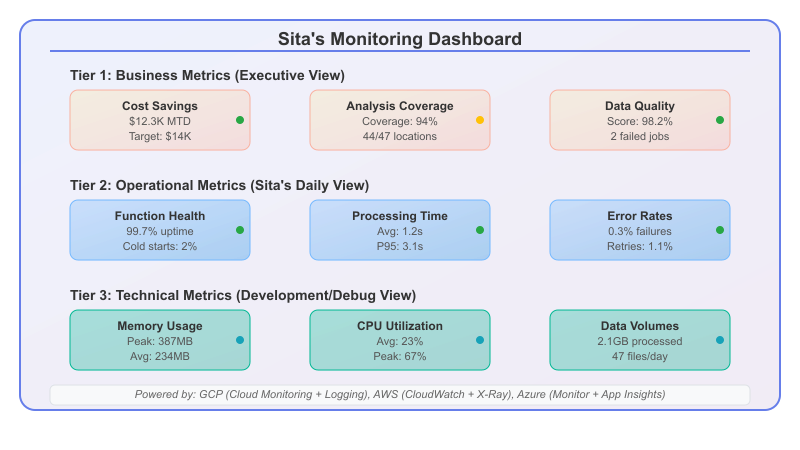 Sita's Monitoring Dashboard
Tier 1: Business Metrics (Executive View)
Cost Savings
$12.3K MTD
Target: $14K
Analysis Coverage
Coverage: 94%
44/47 locations
Data Quality
Score: 98.2%
2 failed jobs
Tier 2: Operational Metrics (Sita's Daily View)
Function Health
99.7% uptime
Cold starts: 2%
Processing Time
Avg: 1.2s
P95: 3.1s
Error Rates
0.3% failures
Retries: 1.1%
Tier 3: Technical Metrics (Development/Debug View)
Memory Usage
Peak: 387MB
Avg: 234MB
CPU Utilization
Avg: 23%
Peak: 67%
Data Volumes
2.1GB processed
47 files/day
Powered by: GCP (Cloud Monitoring + Logging), AWS (CloudWatch + X-Ray), Azure (Monitor + App Insights)